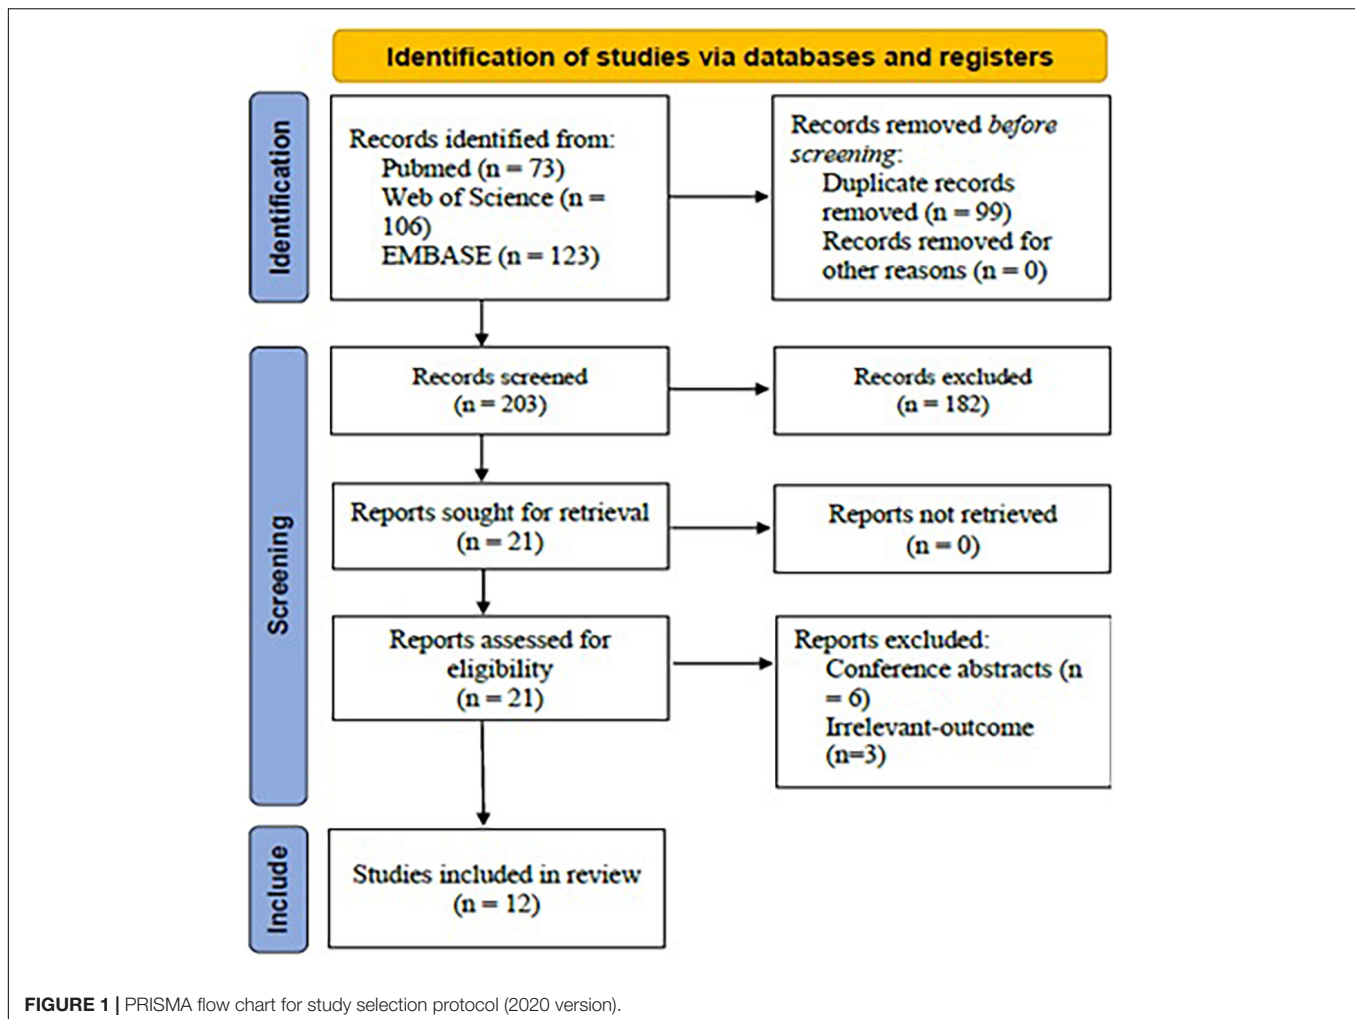 Identification of studies via databases and registers
Identification
Records identified from:
Pubmed (n = 73)
Web of Science (n =
106)
EMBASE (n = 123)
Records removed before
screening:
Duplicate records
removed (n = 99)
Records removed for
other reasons (n = 0)
Screening
Records screened
(n = 203)
Records excluded
(n = 182)
Reports sought for retrieval
(n = 21)
Reports not retrieved
(n = 0)
Reports assessed for
eligibility
(n = 21)
Reports excluded:
Conference abstracts (n
= 6)
Irrelevant-outcome
(n=3)
Include
Studies included in review
(n = 12)
FIGURE 1 | PRISMA flow chart for study selection protocol (2020 version).